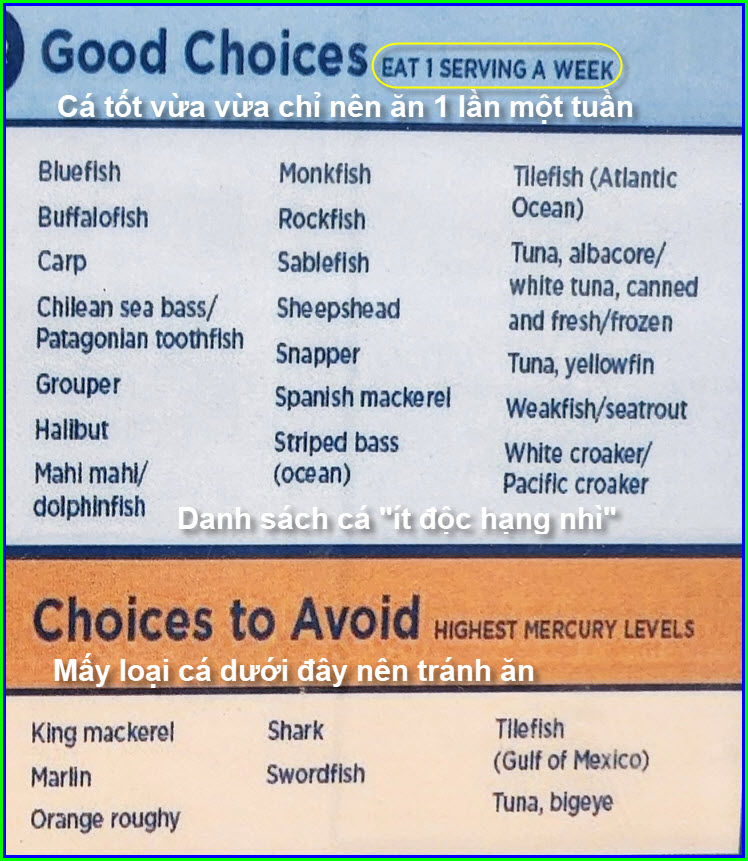 Good Choices EAT 1 SERVING A WEEK
Cá tốt vừa vừa chỉ nên ăn 1 lần một tuần
Bluefish
Buffalofish
Carp
Chilean sea bass/
Patagonian toothfish
Grouper
Halibut
Mahi mahi/
dolphinfish
Monkfish
Rockfish
Sablefish
Sheepshead
Snapper
Spanish mackerel
Striped bass
(ocean)
Tilefish (Atlantic
Ocean)
Tuna, albacore/
white tuna, canned
and fresh/frozen
Tuna, yellowfin
Weakfish/seatrout
White croaker/
Pacific croaker
Danh sách cá "ít độc hạng nhì"
Choices to Avoid HIGHEST MERCURY LEVELS
Mấy loại cá dưới đây nên tránh ăn
King mackerel
Marlin
Orange roughy
Shark
Swordfish
Tilefish
(Gulf of Mexico)
Tuna, bigeye